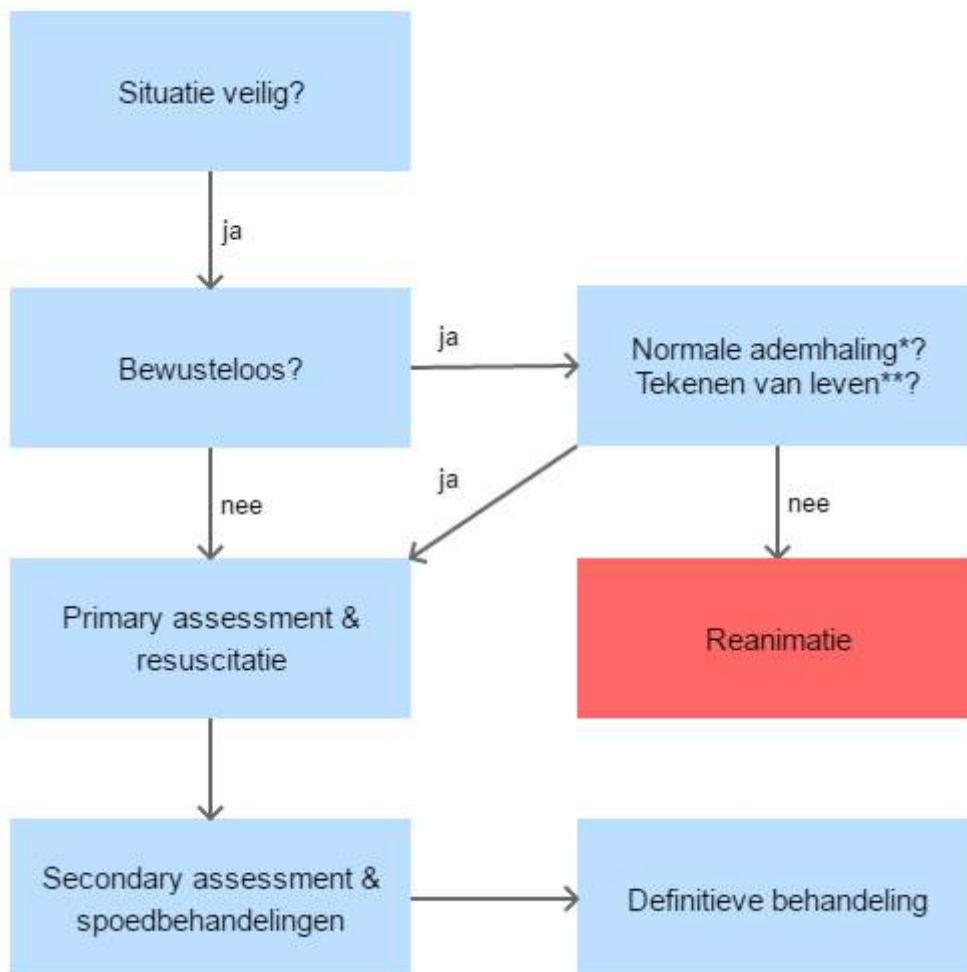 Situatie veilig?
ja
Bewusteloos?
ja
Normale ademhaling*?
Tekenen van leven**?
nee
ja
nee
Primary assessment &
resuscitatie
Reanimatie
Secondary assessment &
spoedbehandelingen
Definitieve behandeling